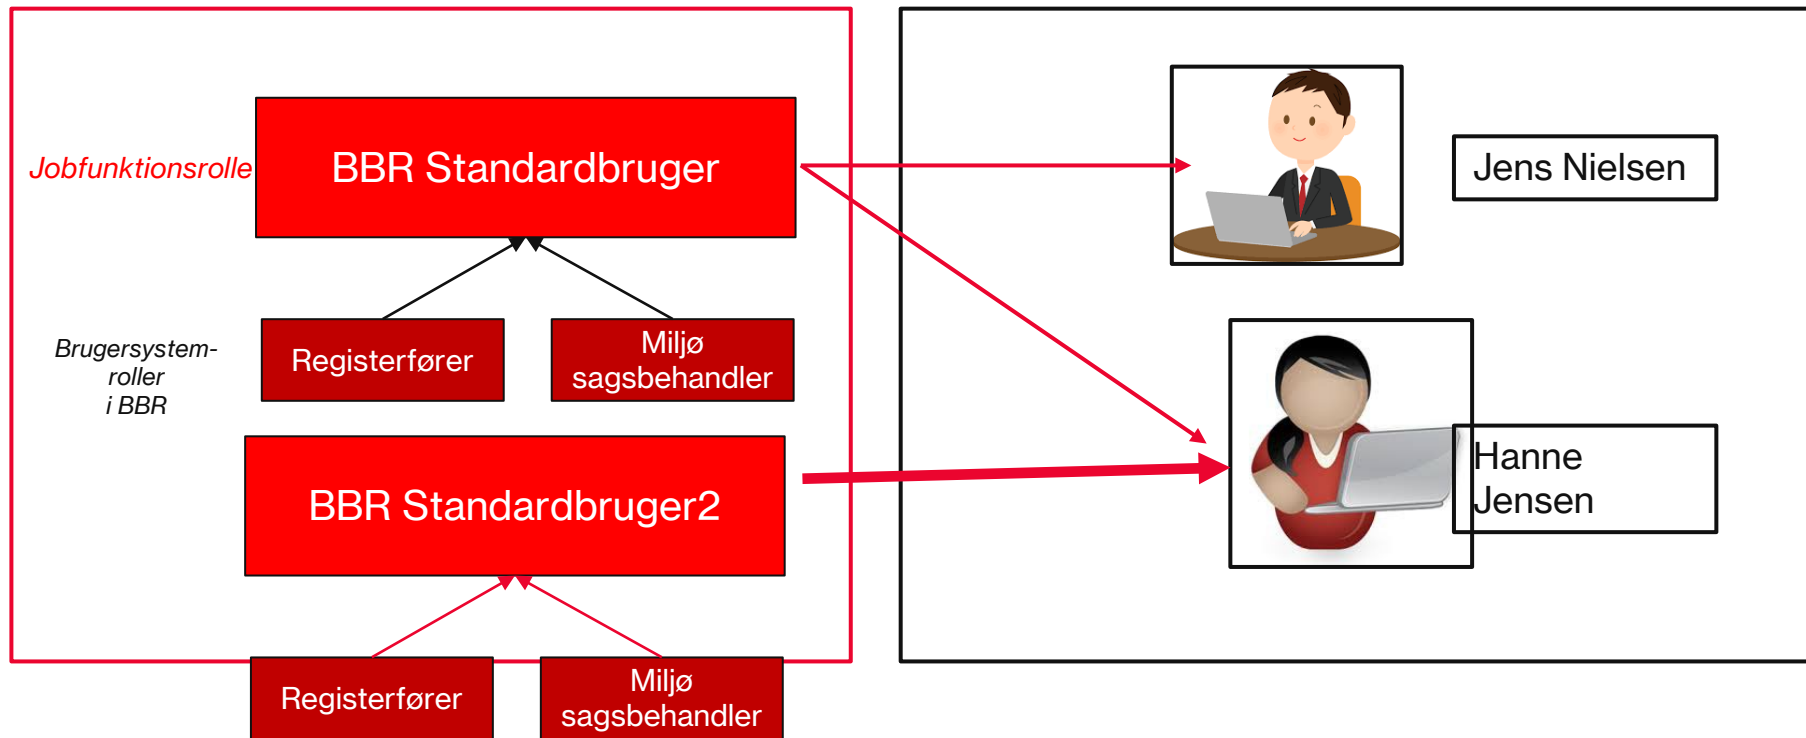 Jobfunktionsrolle
BBR Standardbruger
Jens Nielsen
Brugersystem-
roller
i BBR
Registerfører
Miljø
sagsbehandler
BBR Standardbruger2
Hanne
Jensen
Registerfører
Miljø
sagsbehandler